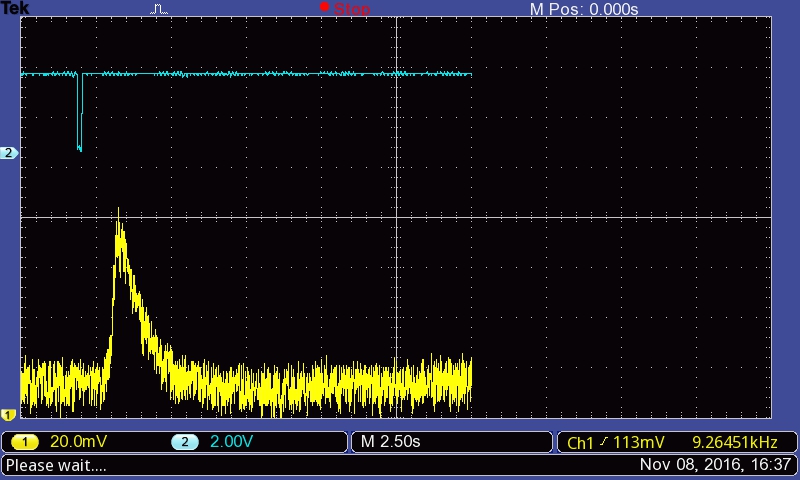 Tek Stop M Pos: 0.000s
2
1
1 20.0mV 2 2.00V M 2.50s Ch1 113mV 9.26451kHz
Please wait.... Nov 08, 2016, 16:37